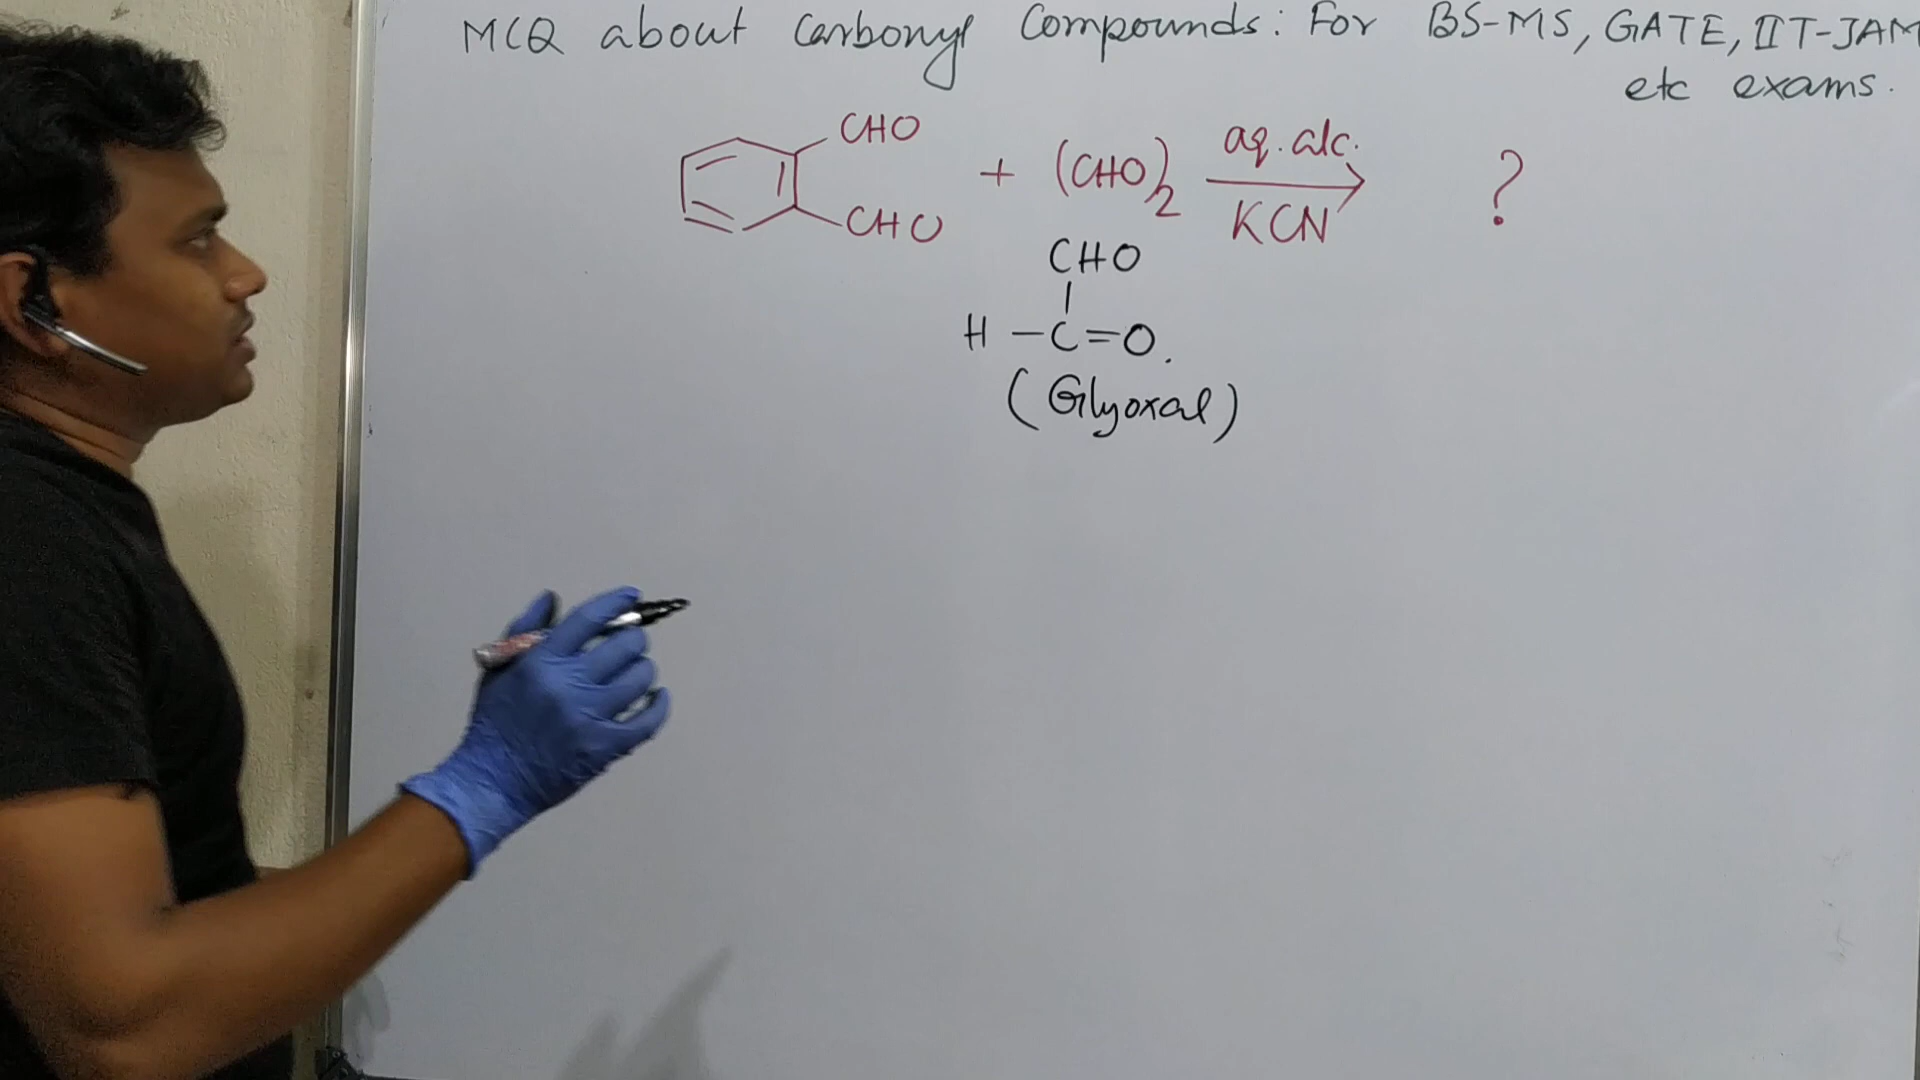 MCQ about Carbonyl Compounds: For BS-MS, GATE, IIT-JAM
etc exams.
CHO
CHO
+ (CHO)2 aq. alc. KCN ?
CHO
H-C=O.
(Glyoxal)